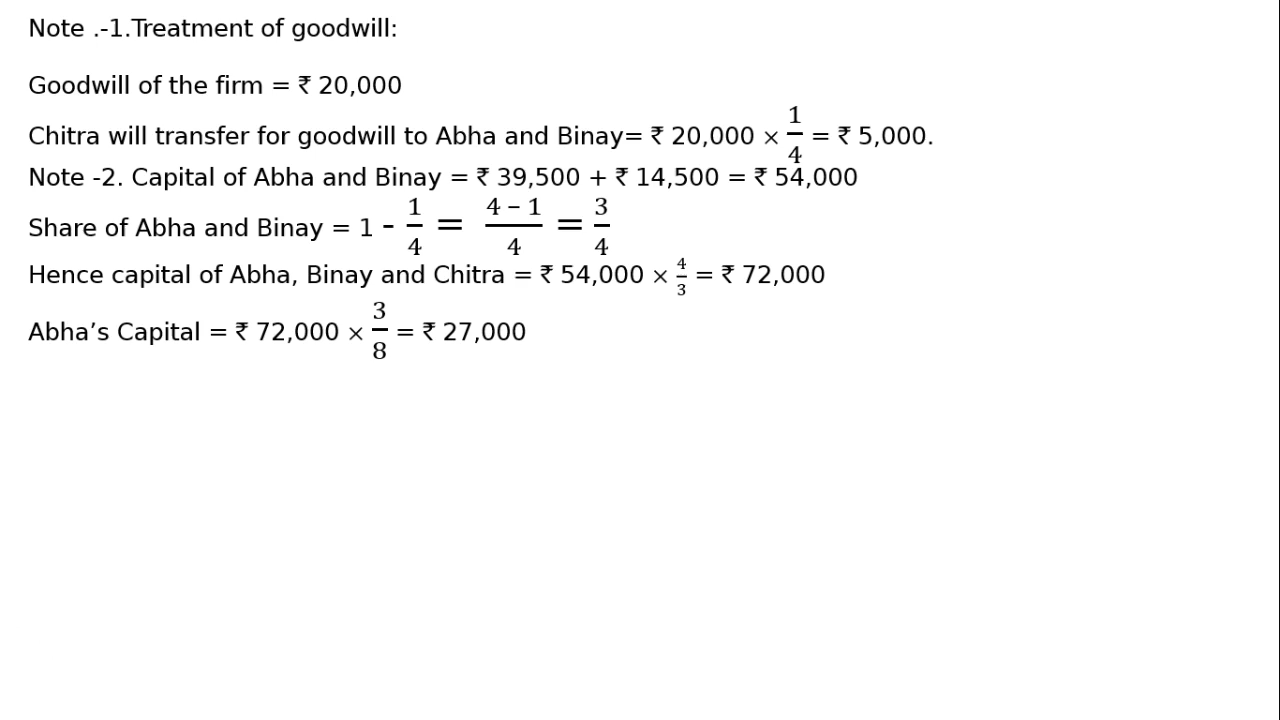 Note .-1.Treatment of goodwill:
Goodwill of the firm = ₹ 20,000
Chitra will transfer for goodwill to Abha and Binay= ₹ 20,000 × 1/4 = ₹ 5,000.
Note -2. Capital of Abha and Binay = ₹ 39,500 + ₹ 14,500 = ₹ 54,000
Share of Abha and Binay = 1 - 1/4 = (4 − 1)/4 = 3/4
Hence capital of Abha, Binay and Chitra = ₹ 54,000 × 4/3 = ₹ 72,000
Abha’s Capital = ₹ 72,000 × 3/8 = ₹ 27,000